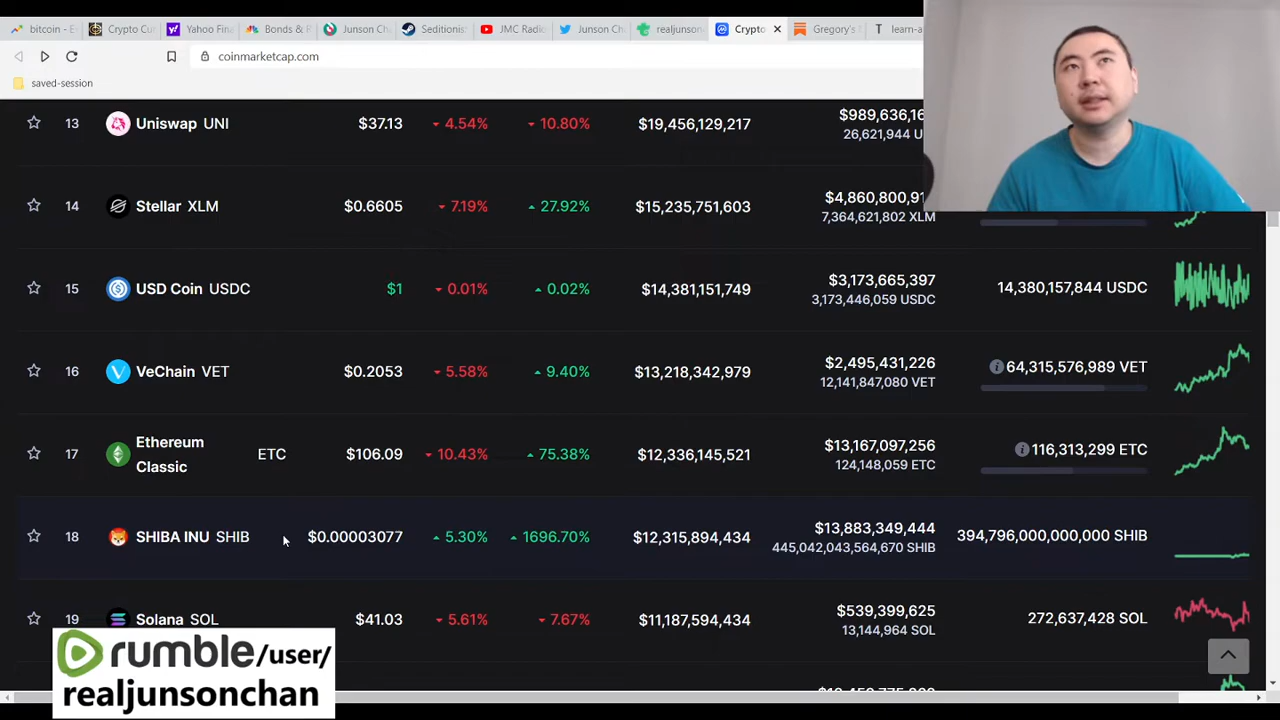 bitcoin - E
Crypto Cu
Yahoo Fina
Bonds & I
Junson Ch
Seditionis
JMC Radio
Junson Ch
realjunson
Crypto
Gregory's
learn-a
coinmarketcap.com
saved-session
13 Uniswap UNI $37.13 4.54% 10.80% $19,456,129,217 $989,636,16
26,621,944 U
14 Stellar XLM $0.6605 7.19% 27.92% $15,235,751,603 $4,860,800,91
7,364,621,802 XLM
15 USD Coin USDC $1 0.01% 0.02% $14,381,151,749 $3,173,665,397 14,380,157,844 USDC
3,173,446,059 USDC
16 VeChain VET $0.2053 5.58% 9.40% $13,218,342,979 $2,495,431,226 64,315,576,989 VET
12,141,847,080 VET
17 Ethereum Classic ETC $106.09 10.43% 75.38% $12,336,145,521 $13,167,097,256 116,313,299 ETC
124,148,059 ETC
18 SHIBA INU SHIB $0.00003077 5.30% 1696.70% $12,315,894,434 $13,883,349,444 394,796,000,000,000 SHIB
445,042,043,564,670 SHIB
19 Solana SOL $41.03 5.61% 7.67% $11,187,594,434 $539,399,625 272,637,428 SOL
13,144,964 SOL
rumble/user/
realjunsonchan